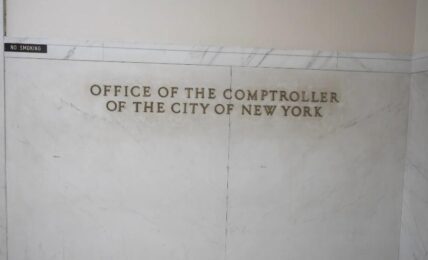 NO SMOKING
OFFICE OF THE COMPTROLLER
OF THE CITY OF NEW YORK